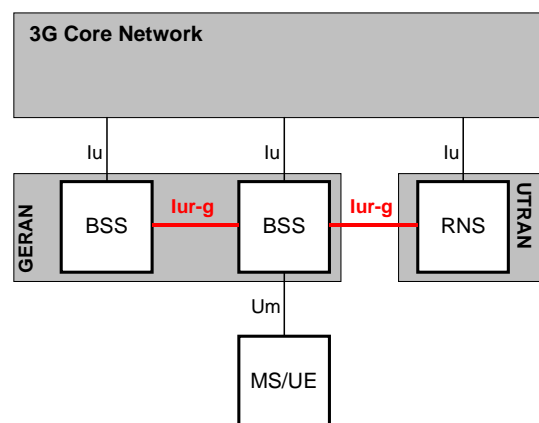 3G Core Network
Iu
Iu
Iu
GERAN
BSS
Iur-g
BSS
Iur-g
RNS
UTRAN
Um
MS/UE